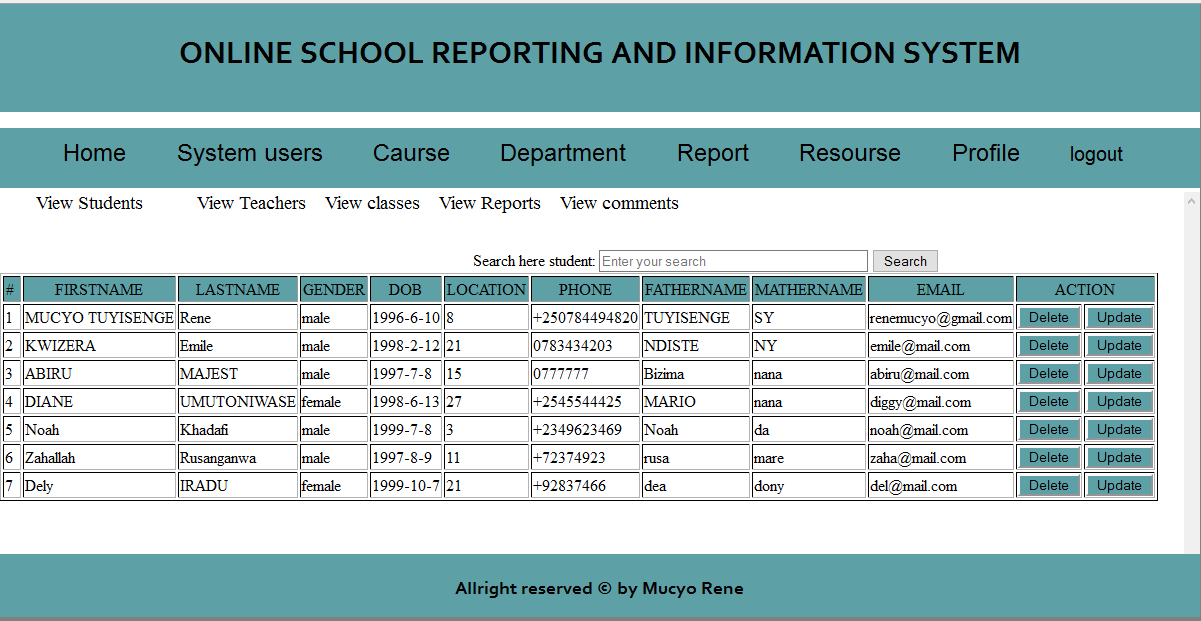 ONLINE SCHOOL REPORTING AND INFORMATION SYSTEM
Home System users Caurse Department Report Resourse Profile logout
View Students View Teachers View classes View Reports View comments
Search here student: Enter your search Search
# FIRSTNAME LASTNAME GENDER DOB LOCATION PHONE FATHERNAME MATHERNAME EMAIL ACTION
1 MUCYO TUYISENGE Rene male 1996-6-10 8 +250784494820 TUYISENGE SY renemucyo@gmail.com Delete Update
2 KWIZERA Emile male 1998-2-12 21 0783434203 NDISTE NY emile@mail.com Delete Update
3 ABIRU MAJEST male 1997-7-8 15 0777777 Bizima nana abiru@mail.com Delete Update
4 DIANE UMUTONIWASE female 1998-6-13 27 +2545544425 MARIO nana diggy@mail.com Delete Update
5 Noah Khadafi male 1999-7-8 3 +2349623469 Noah da noah@mail.com Delete Update
6 Zahallah Rusanganwa male 1997-8-9 11 +72374923 rusa mare zaha@mail.com Delete Update
7 Dely IRADU female 1999-10-7 21 +92837466 dea dony del@mail.com Delete Update
Allright reserved © by Mucyo Rene